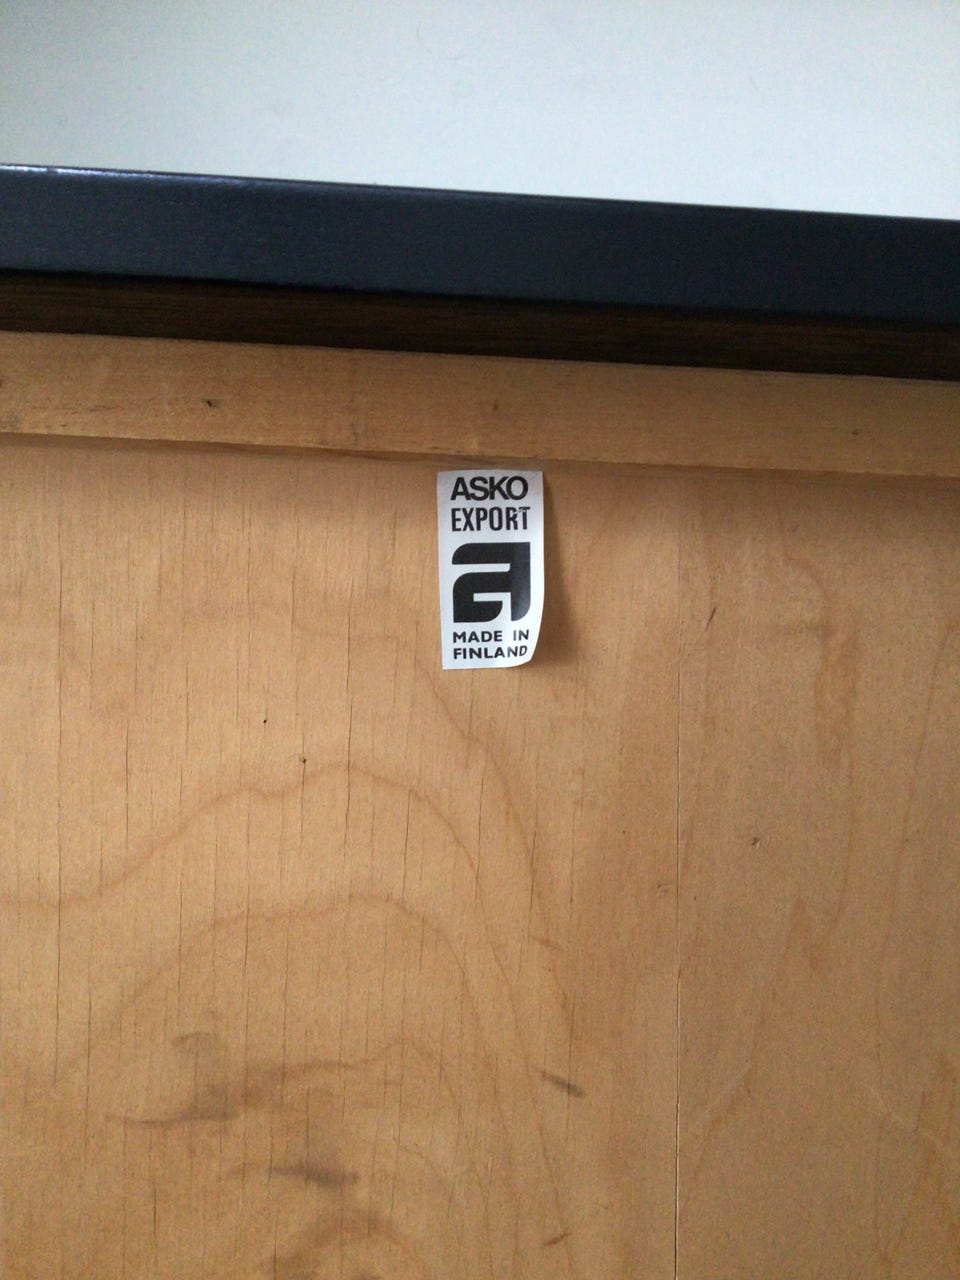 ASKO
EXPORT
MADE IN
FINLAND